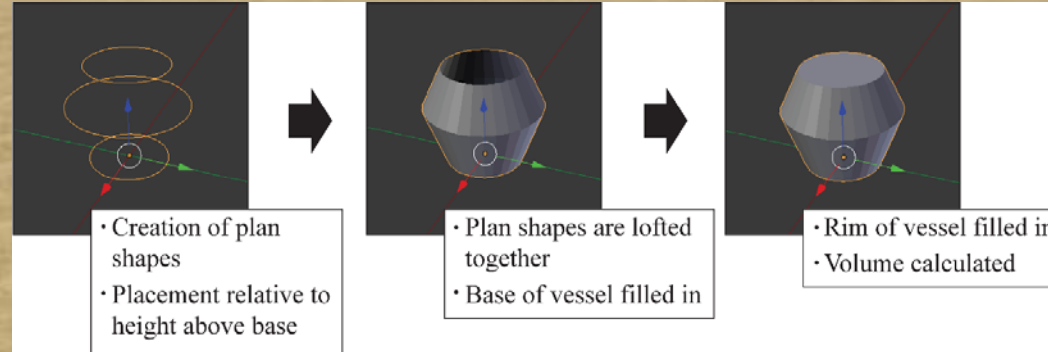 · Creation of plan
shapes
· Placement relative to
height above base
· Plan shapes are lofted
together
· Base of vessel filled in
· Rim of vessel filled in
· Volume calculated